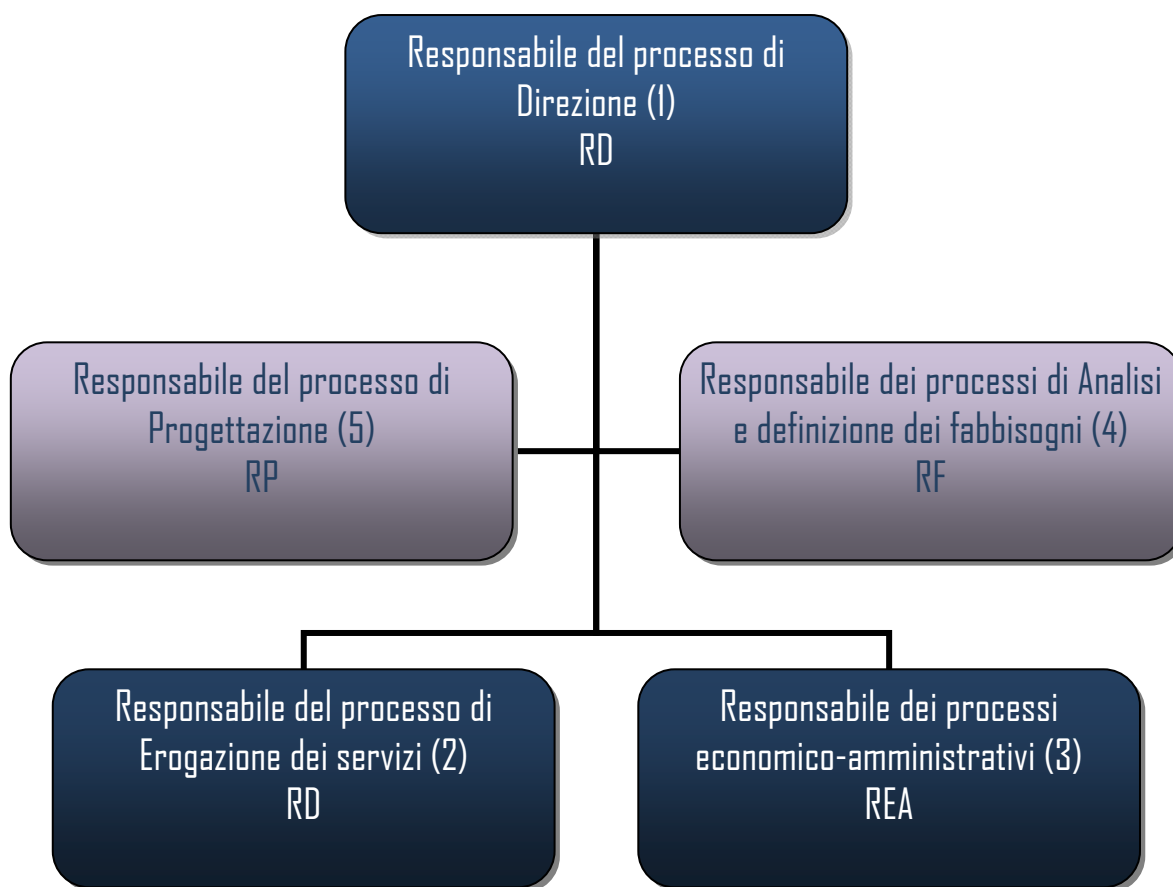 Responsabile del processo di
Direzione (1)
RD
Responsabile del processo di
Progettazione (5)
RP
Responsabile dei processi di Analisi
e definizione dei fabbisogni (4)
RF
Responsabile del processo di
Erogazione dei servizi (2)
RD
Responsabile dei processi
economico-amministrativi (3)
REA